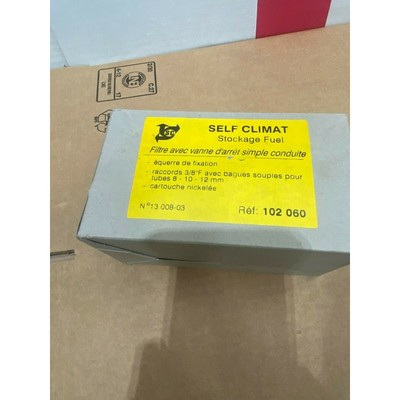 SELF CLIMAT
Stockage Fuel
Filtre avec vanne d'arrêt simple conduite
- équerre de fixation
- raccords 3/8"F avec bagues souples pour
tubes 8 - 10 - 12 mm
- cartouche nickelée
N° 13 008-03
Réf: 102 060